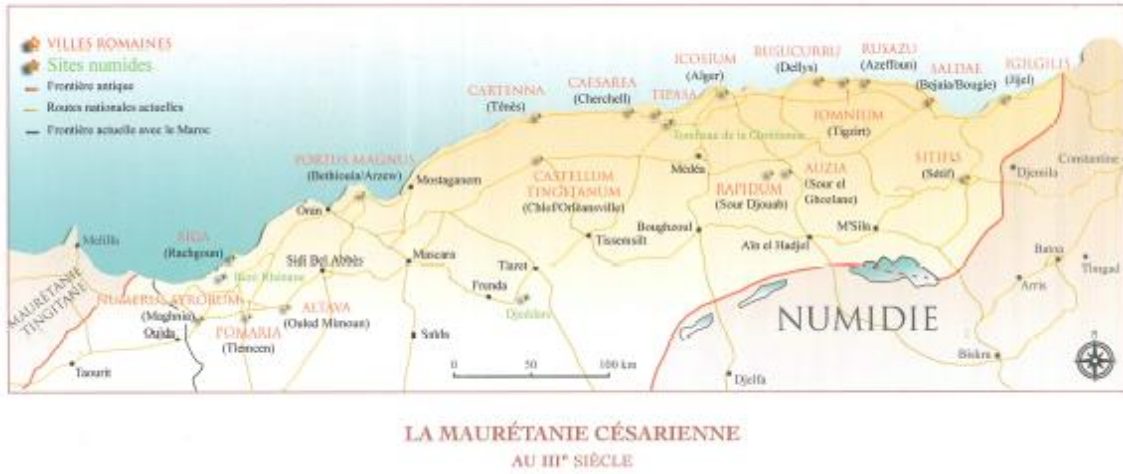 VILLES ROMAINES
Sites numides
Frontière antique
Routes nationales actuelles
Frontière actuelle avec le Maroc
ICOSIUM
(Alger)
RUSUCURRU
(Dellys)
RUSAZU
(Azeffoun)
SALDAE
(Bejaia/Bougie)
IGILGILIS
(Jijel)
CARTENNA
(Ténès)
CAESAREA
(Cherchell)
TIPASA
Tombeau de la Chrétienne
IOMNIUM
(Tigzirt)
PORTUS MAGNUS
(Bethioula/Arzew)
Mostaganem
CASTELLUM
TINGITANUM
(Chlef/Orléansville)
Médéa
RAPIDUM
(Sour Djouab)
AUZIA
(Sour el
Ghozlane)
SITIFIS
(Sétif)
Djemila
Constantine
Oran
Melilla
SIGA
(Rachgoun)
Sidi Bel Abbès
Mascara
Tiaret
Tissemsilt
Boughzoul
Aïn el Hadjel
M'Sila
Batna
Timgad
Arris
MAURÉTANIE
TINGITANE
NUMERUS SYRORUM
(Maghnia)
Oujda
POMARIA
(Tlemcen)
ALTAVA
(Ouled Mimoun)
Frenda
Djeddars
Saïda
Taourit
NUMIDIE
Biskra
Djelfa
0 50 100 km
N
LA MAURÉTANIE CÉSARIENNE
AU IIIe SIÈCLE